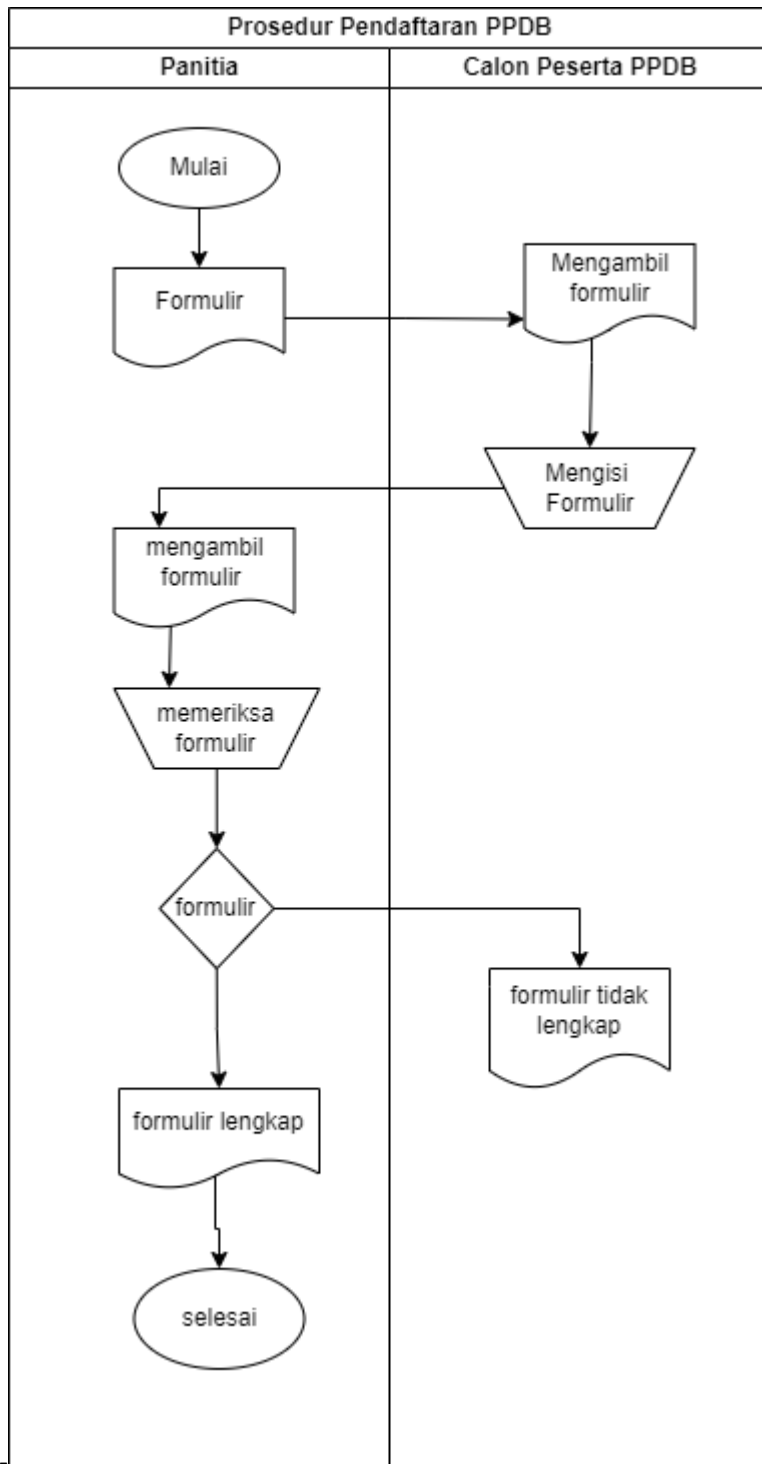 Prosedur Pendaftaran PPDB
Panitia
Calon Peserta PPDB
Mulai
Formulir
Mengambil
formulir
Mengisi
Formulir
mengambil
formulir
memeriksa
formulir
formulir
formulir tidak
lengkap
formulir lengkap
selesai